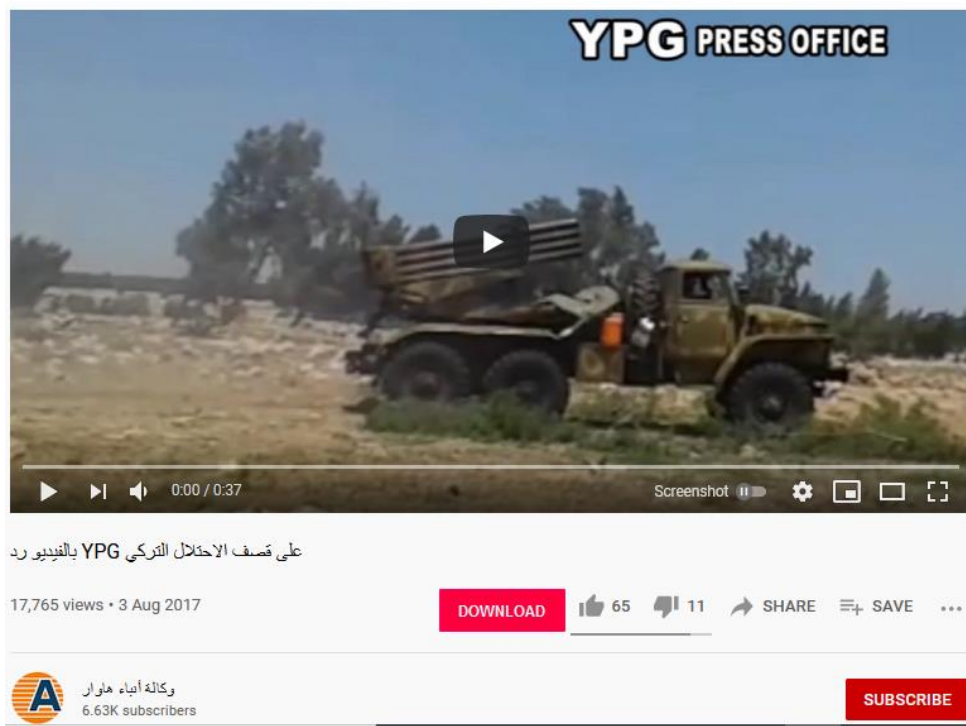 YPG PRESS OFFICE
0:00 / 0:37
Screenshot
بالفيديو رد YPG على قصف الاحتلال التركي
17,765 views • 3 Aug 2017
DOWNLOAD
65
11
SHARE
SAVE
وكالة أنباء هاوار
6.63K subscribers
SUBSCRIBE